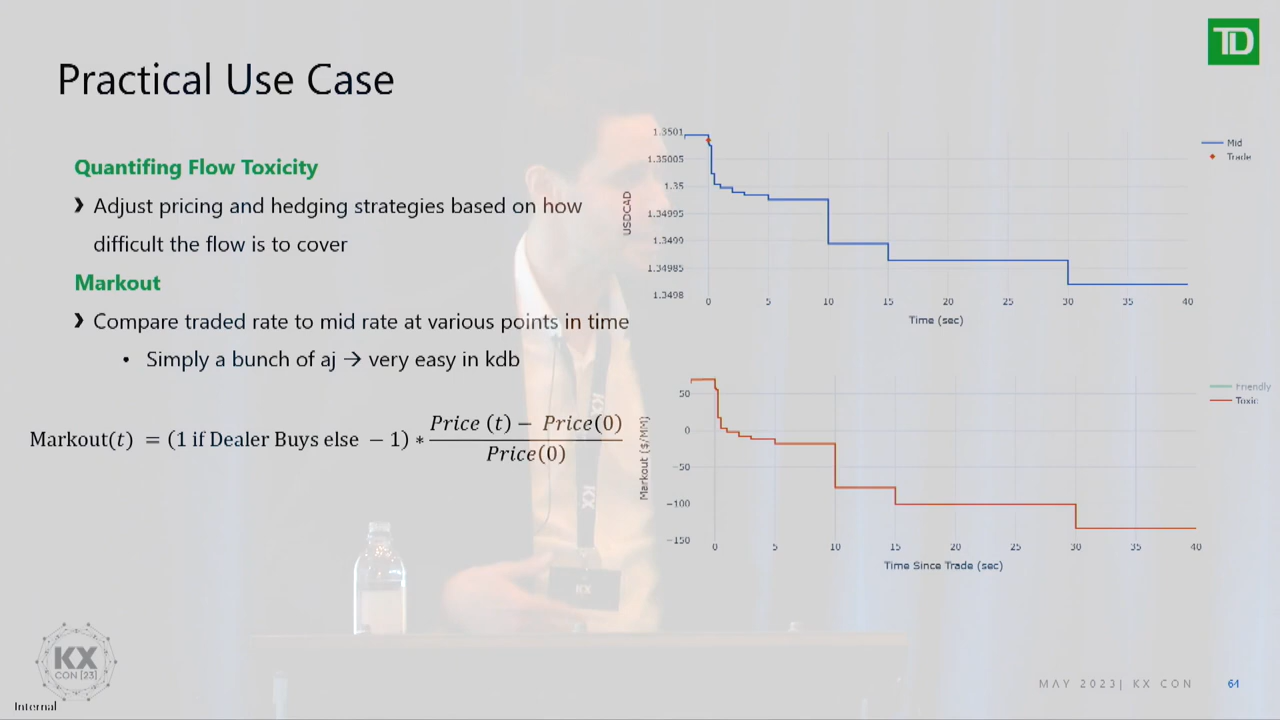 TD
Practical Use Case
Quantifing Flow Toxicity
❯ Adjust pricing and hedging strategies based on how
difficult the flow is to cover
Markout
❯ Compare traded rate to mid rate at various points in time
• Simply a bunch of aj → very easy in kdb
Markout(t) = (1 if Dealer Buys else − 1) * (Price (t) − Price(0)) / Price(0)
1.3501
1.35005
1.35
1.34995
1.3499
1.34985
1.3498
USDCAD
0 5 10 15 20 25 30 35 40
Time (sec)
Mid
Trade
50
0
−50
−100
−150
Markout ($/MM)
0 5 10 15 20 25 30 35 40
Time Since Trade (sec)
Friendly
Toxic
KX
KX
KX
CON [23]
Internal
MAY 2023| KX CON 64